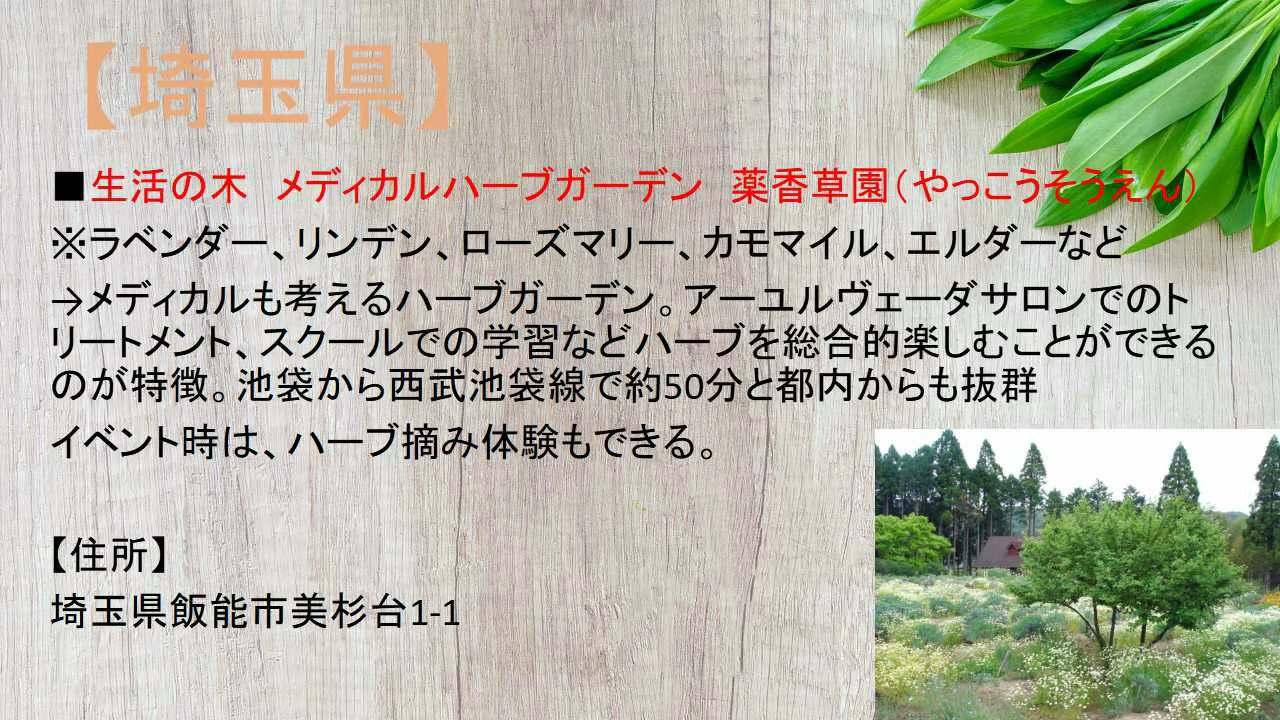 【埼玉県】
■生活の木　メディカルハーブガーデン　薬香草園（やっこうそうえん）
※ラベンダー、リンデン、ローズマリー、カモマイル、エルダーなど
→メディカルも考えるハーブガーデン。アーユルヴェーダサロンでのト
リートメント、スクールでの学習などハーブを総合的楽しむことができる
のが特徴。池袋から西武池袋線で約50分と都内からも抜群
イベント時は、ハーブ摘み体験もできる。
【住所】
埼玉県飯能市美杉台1-1